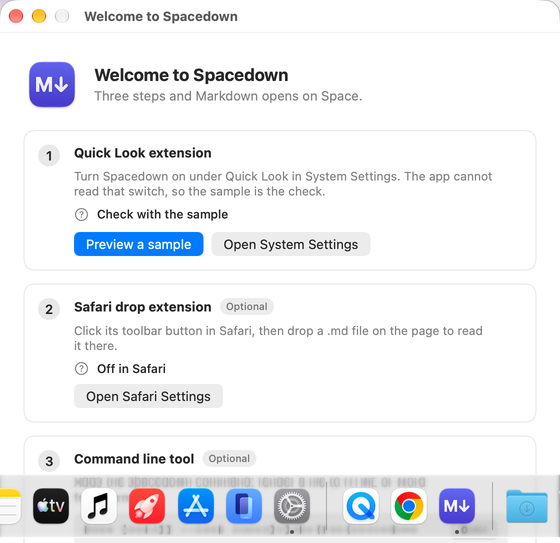 Welcome to Spacedown
M↓
Welcome to Spacedown
Three steps and Markdown opens on Space.
1
Quick Look extension
Turn Spacedown on under Quick Look in System Settings. The app cannot
read that switch, so the sample is the check.
? Check with the sample
Preview a sample
Open System Settings
2
Safari drop extension
Optional
Click its toolbar button in Safari, then drop a .md file on the page to read
it there.
? Off in Safari
Open Safari Settings
3
Command line tool
Optional
tv
M↓